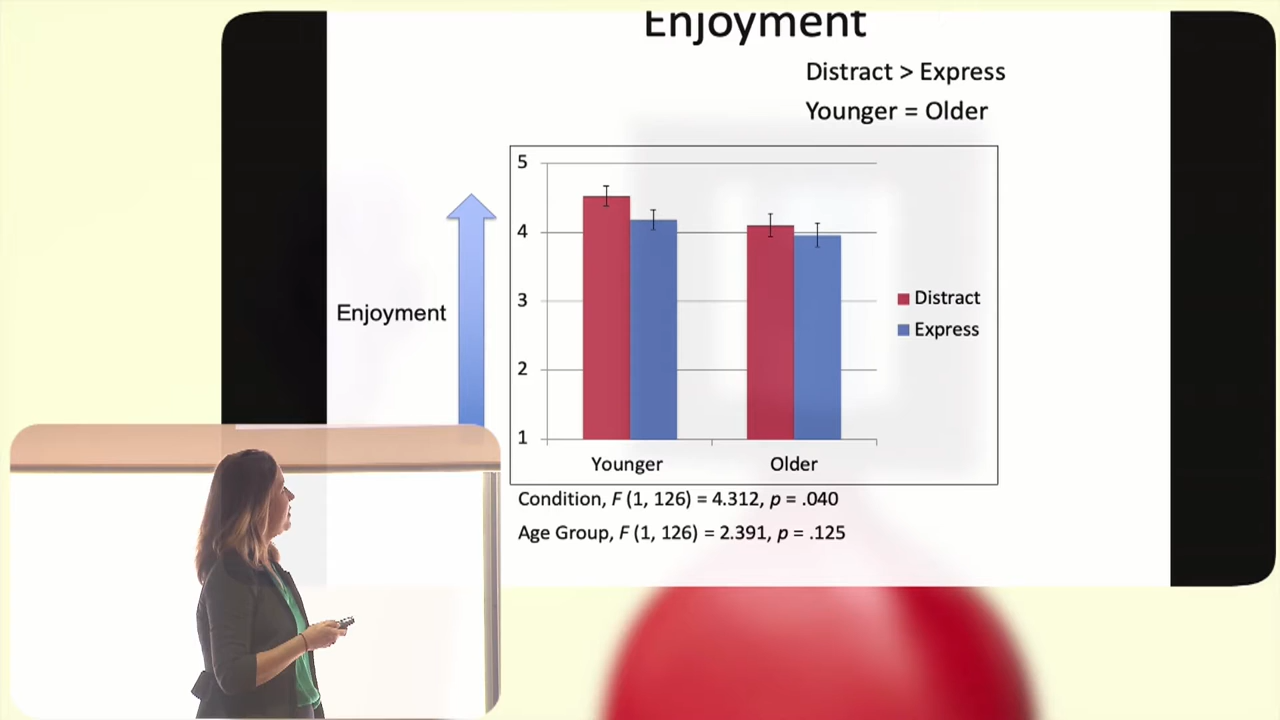 Enjoyment
Distract > Express
Younger = Older
5
4
3
2
1
Enjoyment
Distract
Express
Younger
Older
Condition, F (1, 126) = 4.312, p = .040
Age Group, F (1, 126) = 2.391, p = .125